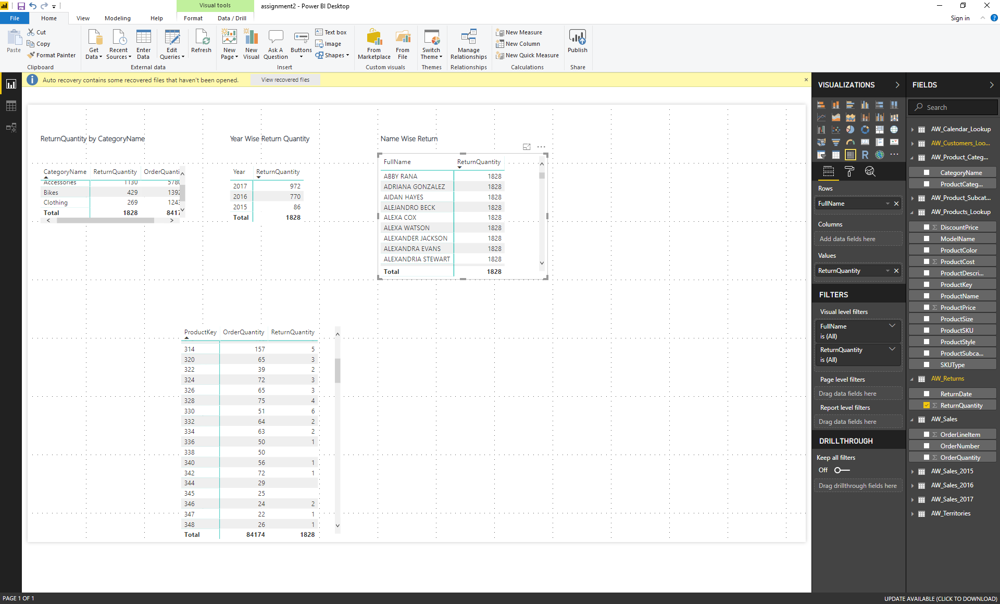 Visual tools
assignment2 - Power BI Desktop
File
Home
View
Modeling
Help
Format
Data / Drill
Sign in
Paste
Cut
Copy
Format Painter
Clipboard
Get Data
Recent Sources
Enter Data
Edit Queries
Refresh
External data
New Page
New Visual
Ask A Question
Buttons
Text box
Image
Shapes
Insert
From Marketplace
From File
Custom visuals
Switch Theme
Themes
Manage Relationships
Relationships
New Measure
New Column
New Quick Measure
Calculations
Publish
Share
Auto recovery contains some recovered files that haven't been opened.
View recovered files
ReturnQuantity by CategoryName
CategoryName ReturnQuantity OrderQuanti
Accessories 1130 5780
Bikes 429 1392
Clothing 269 1243
Total 1828 8417
Year Wise Return Quantity
Year ReturnQuantity
2017 972
2016 770
2015 86
Total 1828
Name Wise Return
FullName ReturnQuantity
ABBY RANA 1828
ADRIANA GONZALEZ 1828
AIDAN HAYES 1828
ALEJANDRO BECK 1828
ALEXA COX 1828
ALEXA WATSON 1828
ALEXANDER JACKSON 1828
ALEXANDRA EVANS 1828
ALEXANDRIA STEWART 1828
Total 1828
ProductKey OrderQuantity ReturnQuantity
314 157 5
320 65 3
322 39 2
324 72 3
326 65 3
328 75 4
330 51 6
332 64 2
334 63 2
336 50 1
338 50
340 56 1
342 72 1
344 29
345 25
346 24 2
347 22 1
348 26 1
Total 84174 1828
VISUALIZATIONS
R
Rows
FullName
Columns
Add data fields here
Values
ReturnQuantity
FILTERS
Visual level filters
FullName
is (All)
ReturnQuantity
is (All)
Page level filters
Drag data fields here
Report level filters
Drag data fields here
DRILLTHROUGH
Keep all filters
Off
Drag drillthrough fields here
FIELDS
Search
AW_Calendar_Lookup
AW_Customers_Loo...
AW_Product_Categ...
CategoryName
ProductCateg...
AW_Product_Subcat...
AW_Products_Lookup
Σ DiscountPrice
ModelName
ProductColor
Σ ProductCost
ProductDescri...
ProductKey
ProductName
Σ ProductPrice
ProductSize
ProductSKU
ProductStyle
ProductSubca...
SKUType
AW_Returns
ReturnDate
Σ ReturnQuantity
AW_Sales
Σ OrderLineItem
OrderNumber
Σ OrderQuantity
AW_Sales_2015
AW_Sales_2016
AW_Sales_2017
AW_Territories
PAGE 1 OF 1
UPDATE AVAILABLE (CLICK TO DOWNLOAD)